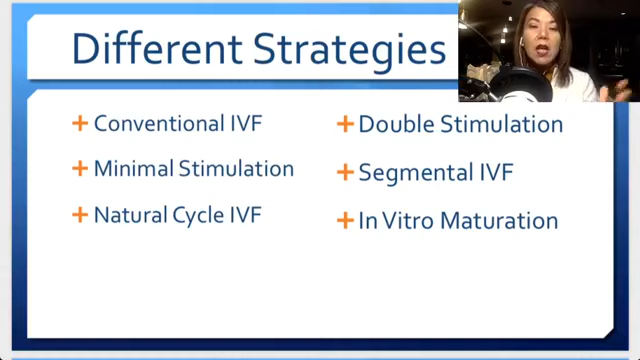 Different Strategies
+ Conventional IVF
+ Minimal Stimulation
+ Natural Cycle IVF
+ Double Stimulation
+ Segmental IVF
+ In Vitro Maturation